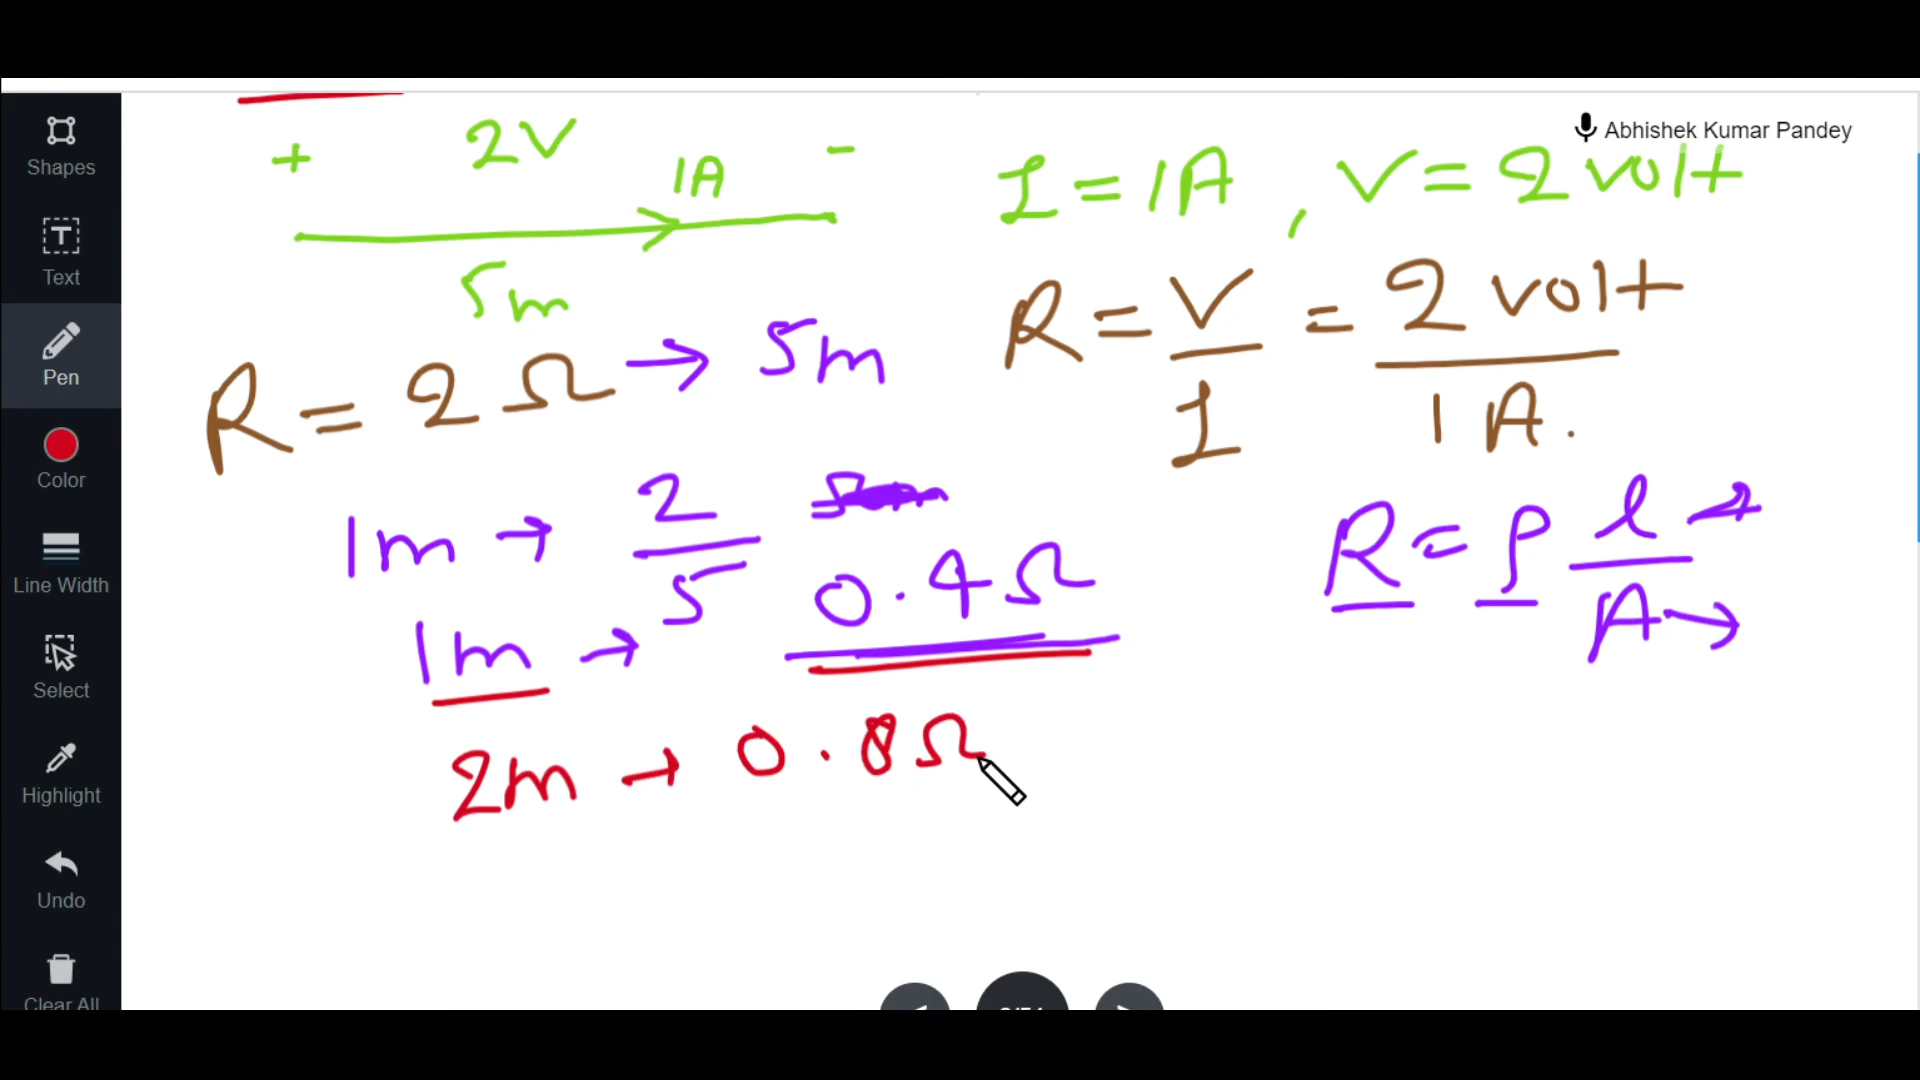 Abhishek Kumar Pandey
+ 2V 1A -
5m
I = 1A, V = 2 volt
R = V/I = 2 volt/1A.
R = 2Ω → 5m
1m → 2/5
1m → 0.4Ω
R = ρ l/A →
2m → 0.8Ω
Shapes
Text
Pen
Color
Line Width
Select
Highlight
Undo
Clear All